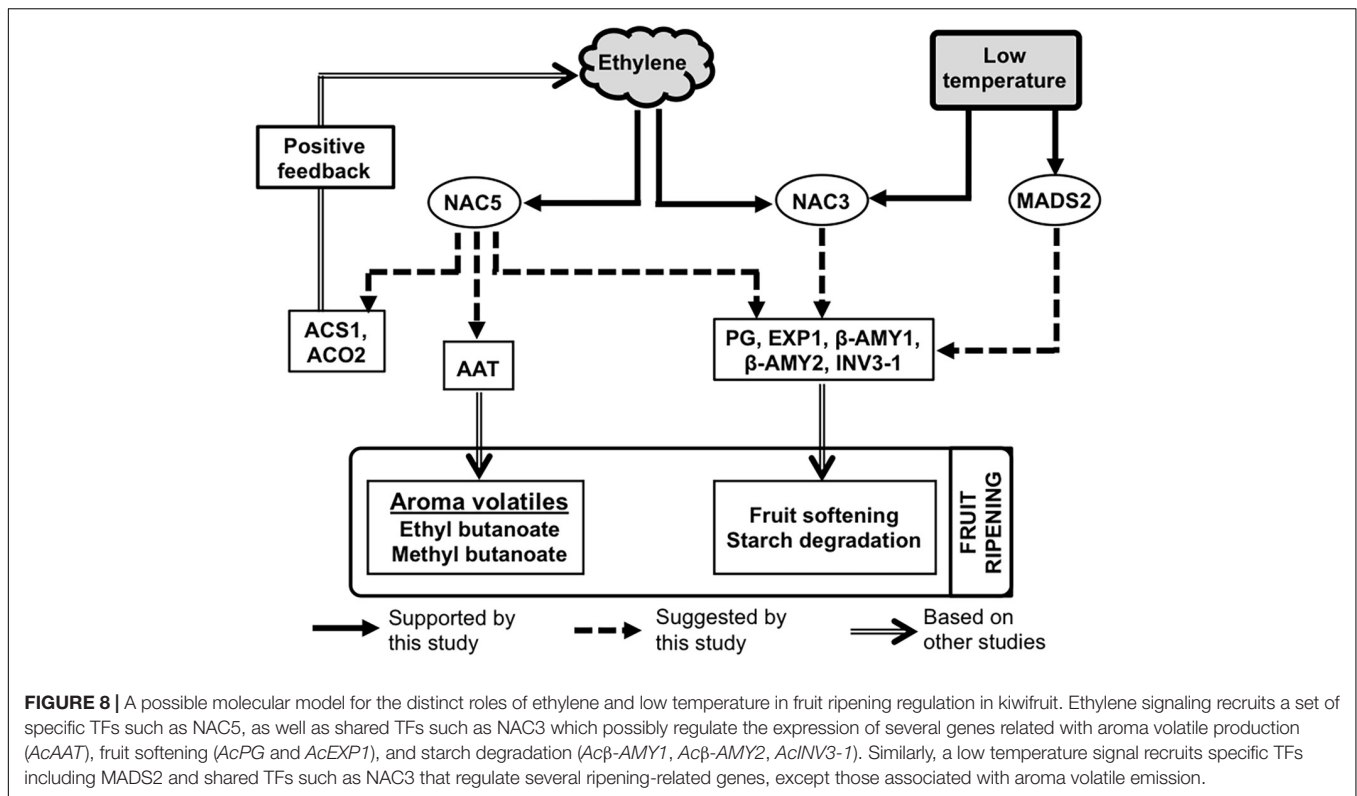 Ethylene
Low
temperature
Positive
feedback
NAC5
NAC3
MADS2
ACS1,
ACO2
AAT
PG, EXP1, β-AMY1,
β-AMY2, INV3-1
Aroma volatiles
Ethyl butanoate
Methyl butanoate
Fruit softening
Starch degradation
FRUIT
RIPENING
Supported by
this study
Suggested by
this study
Based on
other studies
FIGURE 8 | A possible molecular model for the distinct roles of ethylene and low temperature in fruit ripening regulation in kiwifruit. Ethylene signaling recruits a set of
specific TFs such as NAC5, as well as shared TFs such as NAC3 which possibly regulate the expression of several genes related with aroma volatile production
(AcAAT), fruit softening (AcPG and AcEXP1), and starch degradation (Acβ-AMY1, Acβ-AMY2, AcINV3-1). Similarly, a low temperature signal recruits specific TFs
including MADS2 and shared TFs such as NAC3 that regulate several ripening-related genes, except those associated with aroma volatile emission.